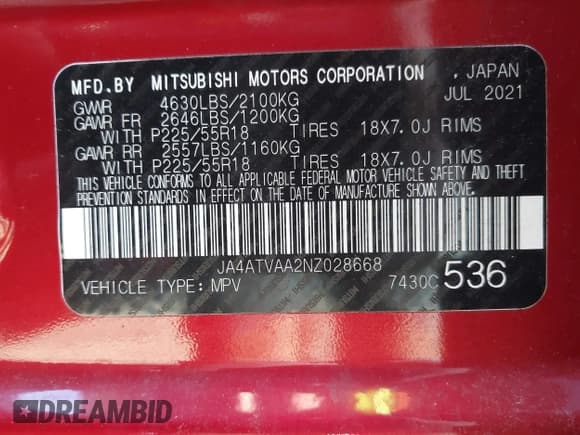 MFD.BY MITSUBISHI MOTORS CORPORATION , JAPAN
GVWR 4630LBS/2100KG JUL 2021
GAWR FR 2646LBS/1200KG
WITH P225/55R18 TIRES 18X7.0J RIMS
GAWR RR 2557LBS/1160KG
WITH P225/55R18 TIRES 18X7.0J RIMS
THIS VEHICLE CONFORMS TO ALL APPLICABLE FEDERAL MOTOR VEHICLE SAFETY AND THEFT
PREVENTION STANDARDS IN EFFECT ON THE DATE OF MANUFACTURE SHOWN ABOVE.
JA4ATVAA2NZ028668
VEHICLE TYPE:MPV 7430C 536
DREAMBID